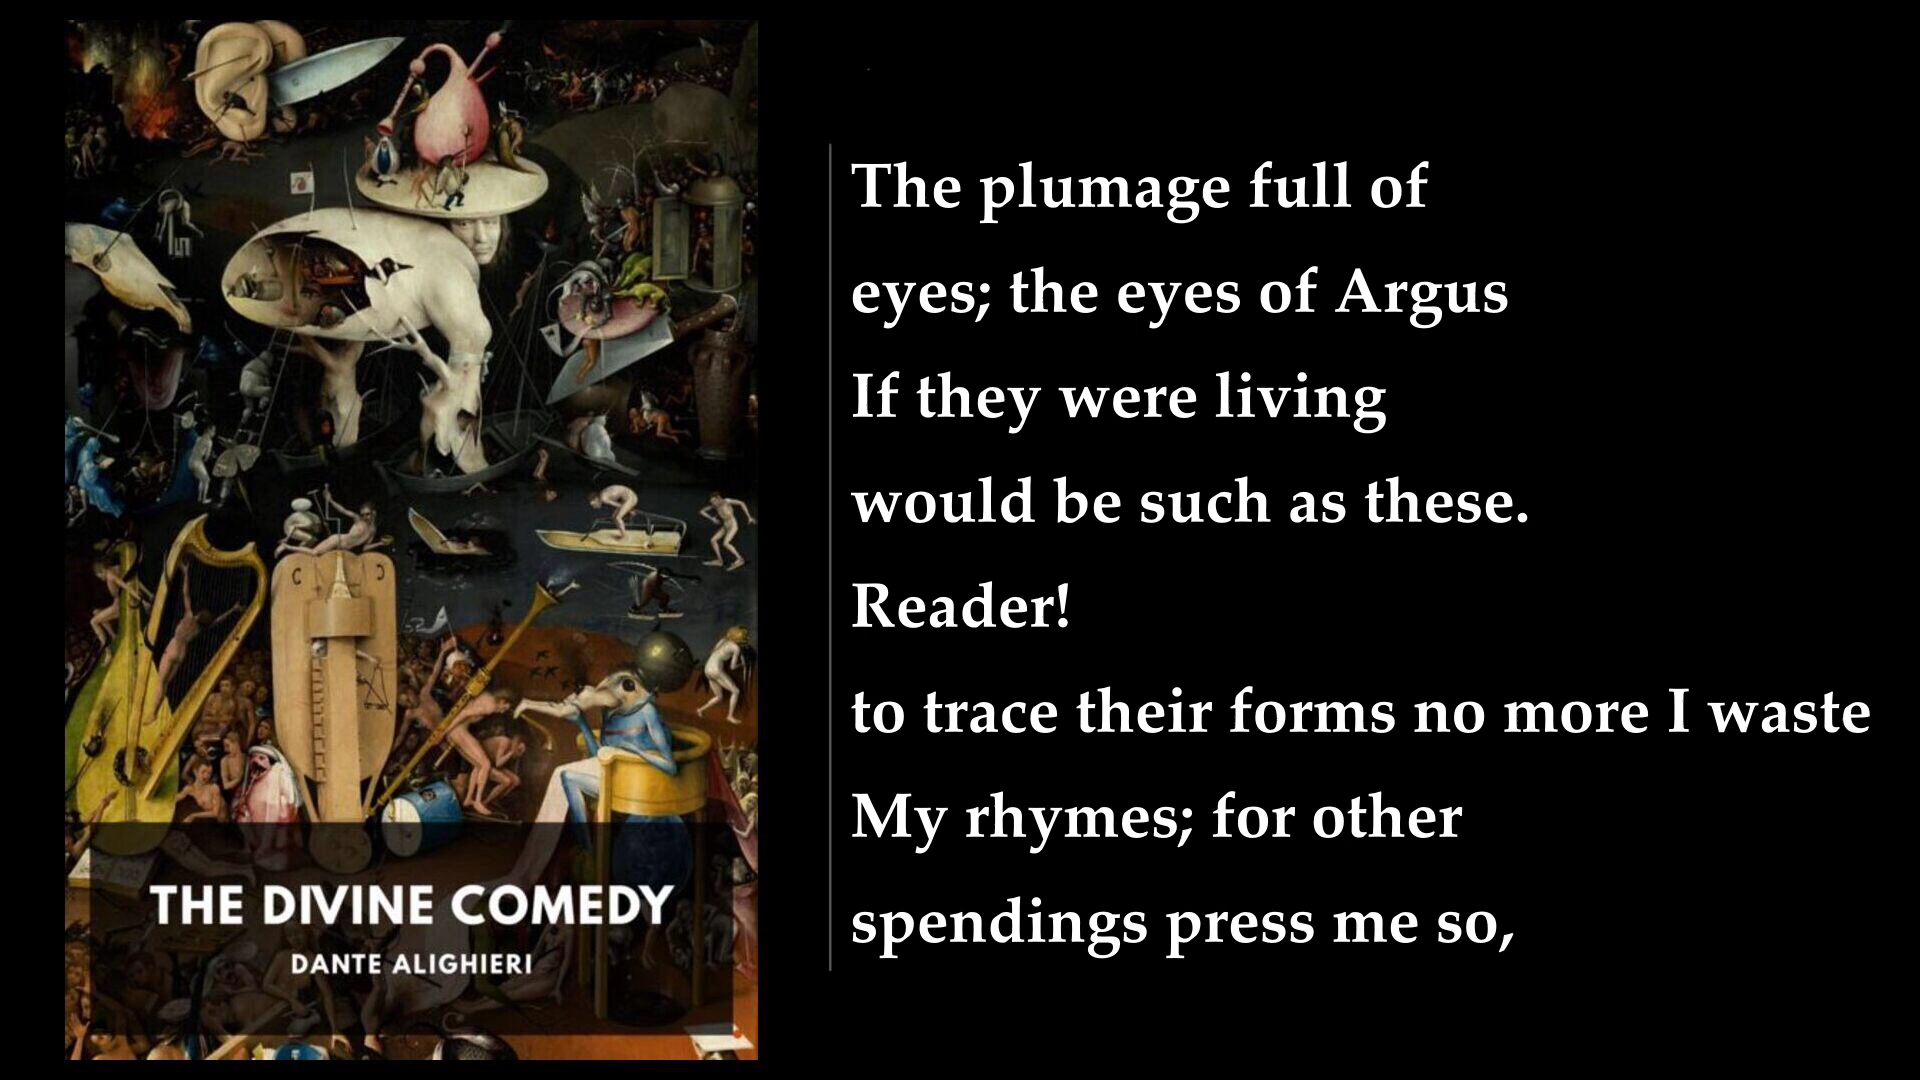 The plumage full of
eyes; the eyes of Argus
If they were living
would be such as these.
Reader!
to trace their forms no more I waste
My rhymes; for other
spendings press me so,
THE DIVINE COMEDY
DANTE ALIGHIERI